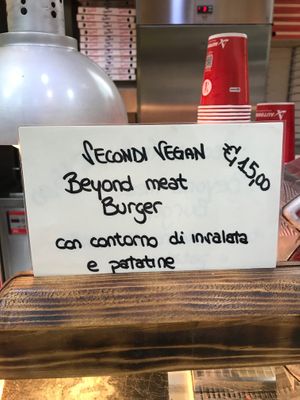 SECONDI VEGAN €15,00
Beyond meat
Burger
con contorno di insalata
e patatine